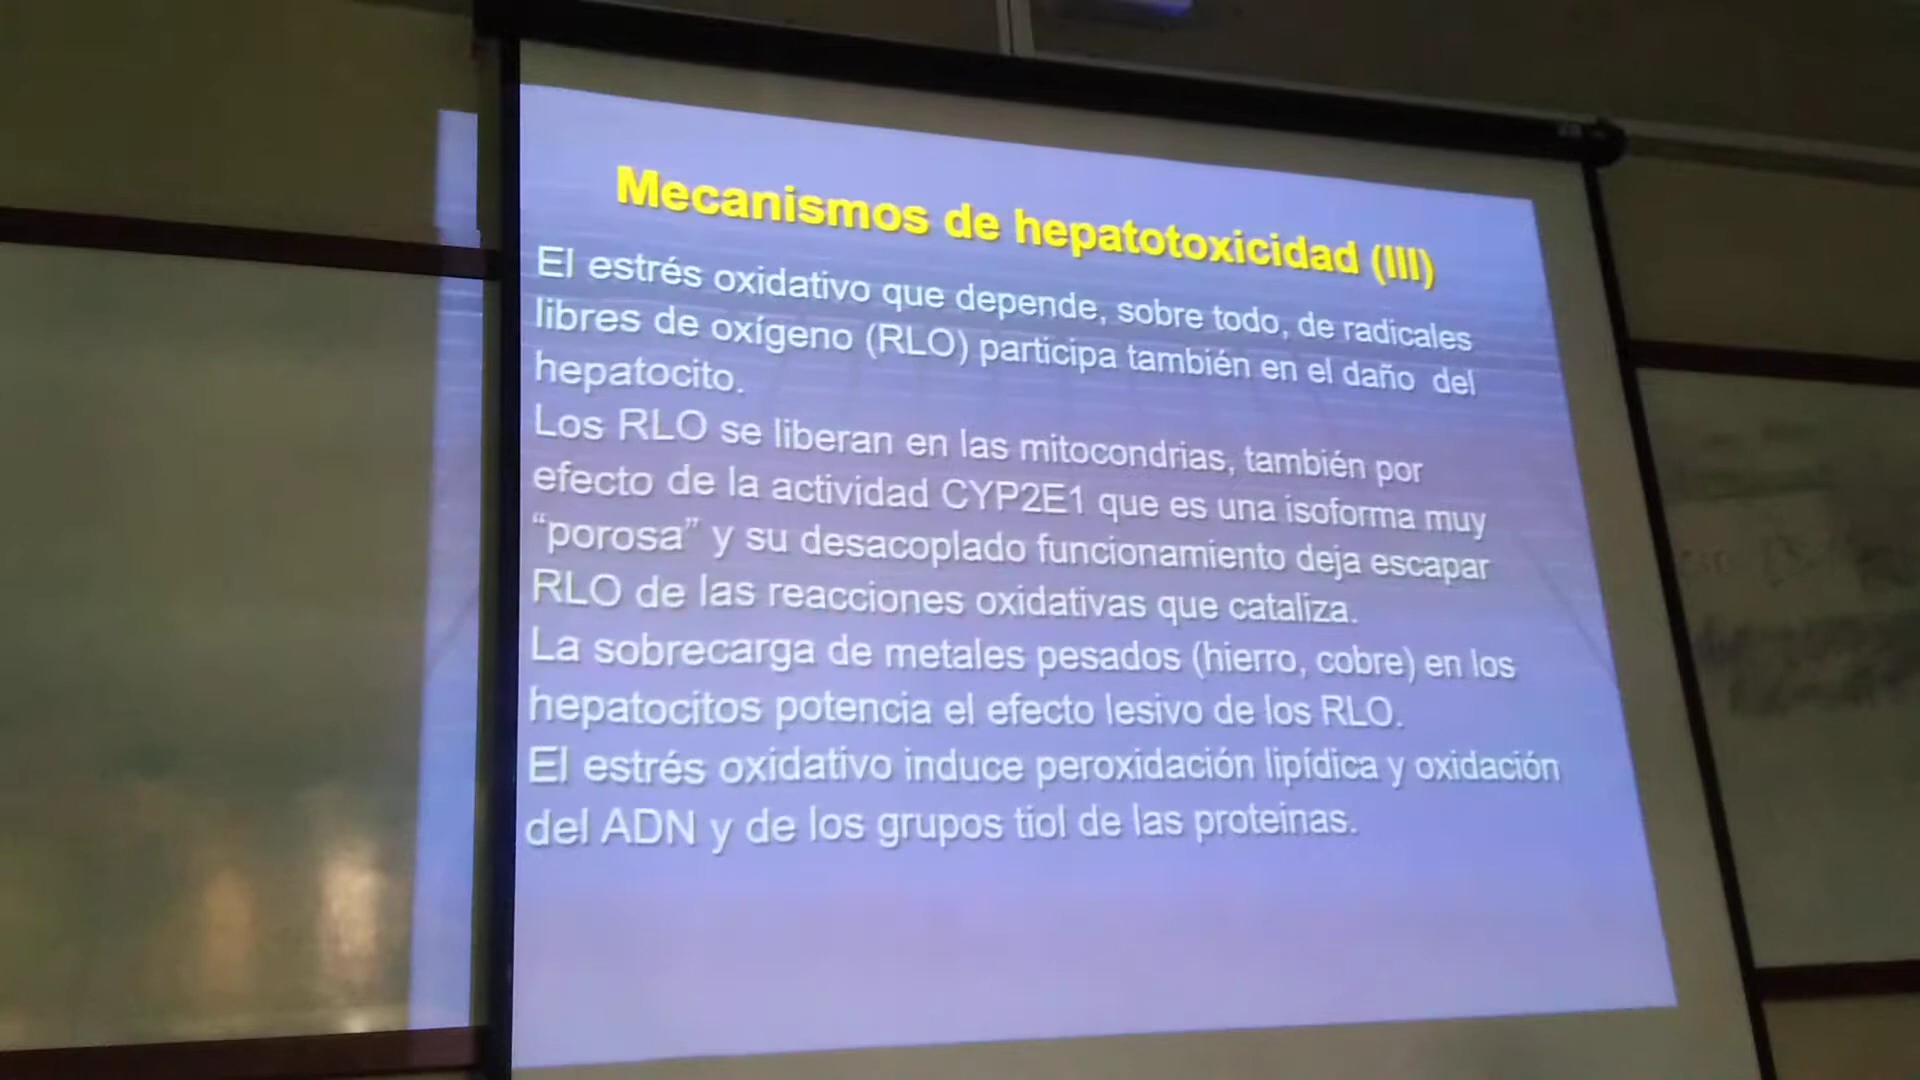 Mecanismos de hepatotoxicidad (III)
El estrés oxidativo que depende, sobre todo, de radicales
libres de oxígeno (RLO) participa también en el daño del
hepatocito.
Los RLO se liberan en las mitocondrias, también por
efecto de la actividad CYP2E1 que es una isoforma muy
“porosa” y su desacoplado funcionamiento deja escapar
RLO de las reacciones oxidativas que cataliza.
La sobrecarga de metales pesados (hierro, cobre) en los
hepatocitos potencia el efecto lesivo de los RLO.
El estrés oxidativo induce peroxidación lipídica y oxidación
del ADN y de los grupos tiol de las proteinas.